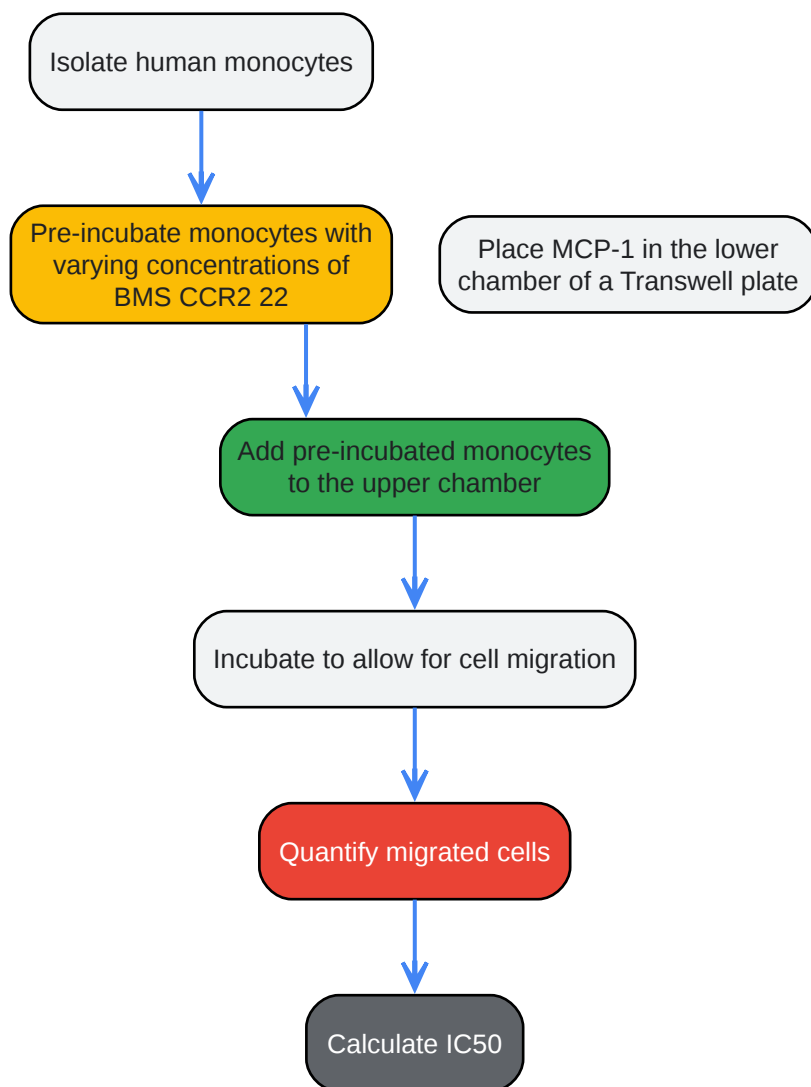 Isolate human monocytes
Pre-incubate monocytes with
varying concentrations of
BMS CCR2 22
Place MCP-1 in the lower
chamber of a Transwell plate
Add pre-incubated monocytes
to the upper chamber
Incubate to allow for cell migration
Quantify migrated cells
Calculate IC50